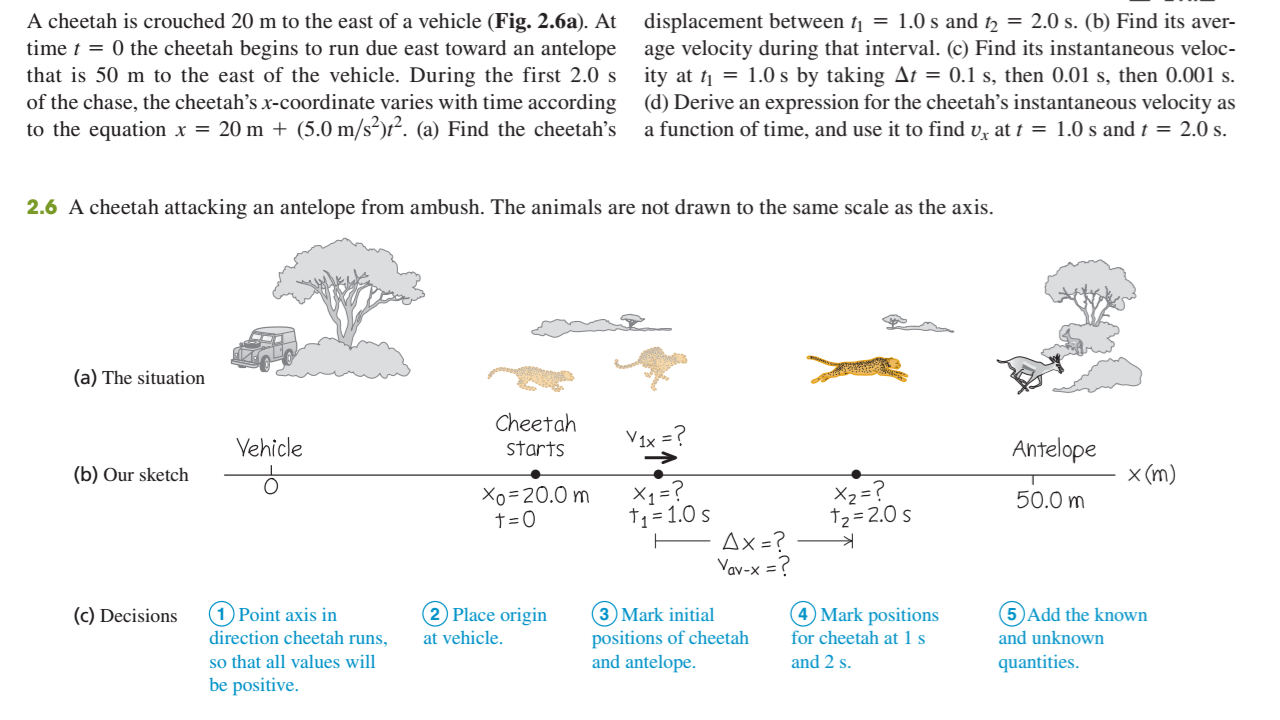 A cheetah is crouched 20 m to the east of a vehicle (Fig. 2.6a). At
time t = 0 the cheetah begins to run due east toward an antelope
that is 50 m to the east of the vehicle. During the first 2.0 s
of the chase, the cheetah's x-coordinate varies with time according
to the equation x = 20 m + (5.0 m/s²)t². (a) Find the cheetah's
displacement between t₁ = 1.0 s and t₂ = 2.0 s. (b) Find its aver-
age velocity during that interval. (c) Find its instantaneous veloc-
ity at t₁ = 1.0 s by taking Δt = 0.1 s, then 0.01 s, then 0.001 s.
(d) Derive an expression for the cheetah's instantaneous velocity as
a function of time, and use it to find vₓ at t = 1.0 s and t = 2.0 s.
2.6 A cheetah attacking an antelope from ambush. The animals are not drawn to the same scale as the axis.
(a) The situation
(b) Our sketch
Vehicle
0
Cheetah
starts
x₀ = 20.0 m
t = 0
v₁ₓ = ?
x₁ = ?
t₁ = 1.0 s
Δx = ?
vav-x = ?
x₂ = ?
t₂ = 2.0 s
Antelope
50.0 m
x (m)
(c) Decisions
1 Point axis in
direction cheetah runs,
so that all values will
be positive.
2 Place origin
at vehicle.
3 Mark initial
positions of cheetah
and antelope.
4 Mark positions
for cheetah at 1 s
and 2 s.
5 Add the known
and unknown
quantities.